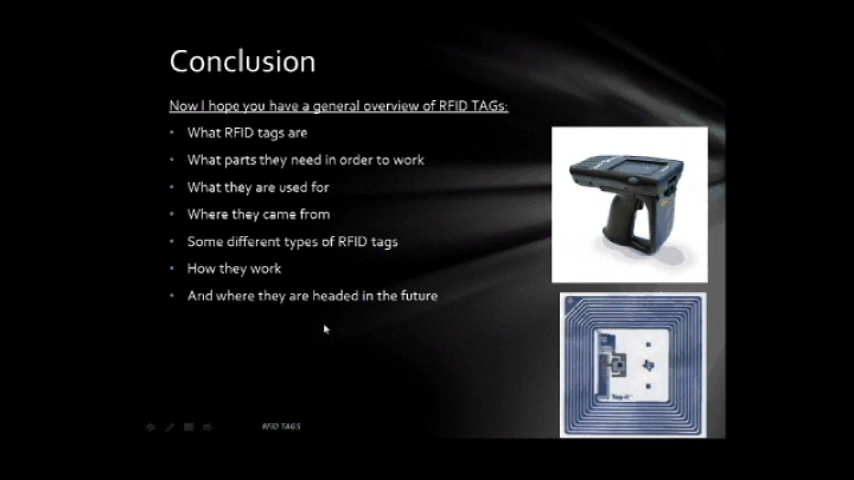 Conclusion
Now I hope you have a general overview of RFID TAGs:
• What RFID tags are
• What parts they need in order to work
• What they are used for
• Where they came from
• Some different types of RFID tags
• How they work
• And where they are headed in the future
Tag-it
RFID TAGS